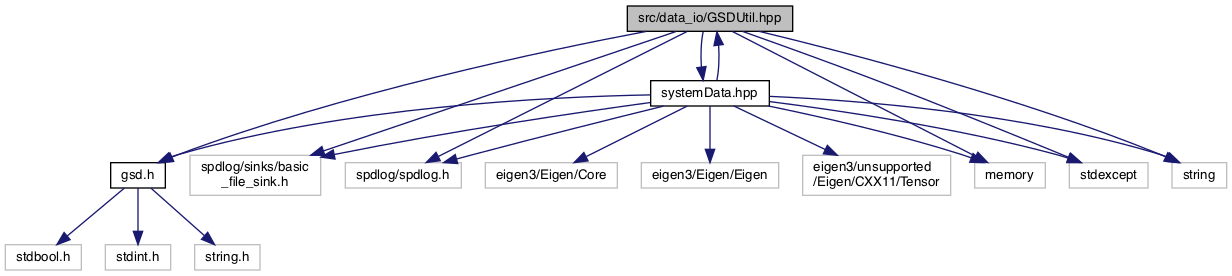 src/data_io/GSDUtil.hpp
systemData.hpp
gsd.h
spdlog/sinks/basic
_file_sink.h
spdlog/spdlog.h
eigen3/Eigen/Core
eigen3/Eigen/Eigen
eigen3/unsupported
/Eigen/CXX11/Tensor
memory
stdexcept
string
stdbool.h
stdint.h
string.h